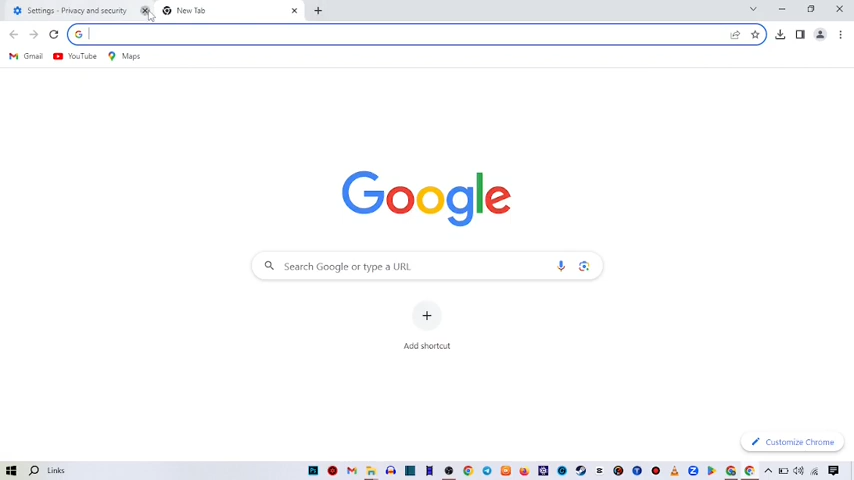 Settings - Privacy and security
New Tab
Gmail
YouTube
Maps
Google
Search Google or type a URL
Add shortcut
Customize Chrome
Links